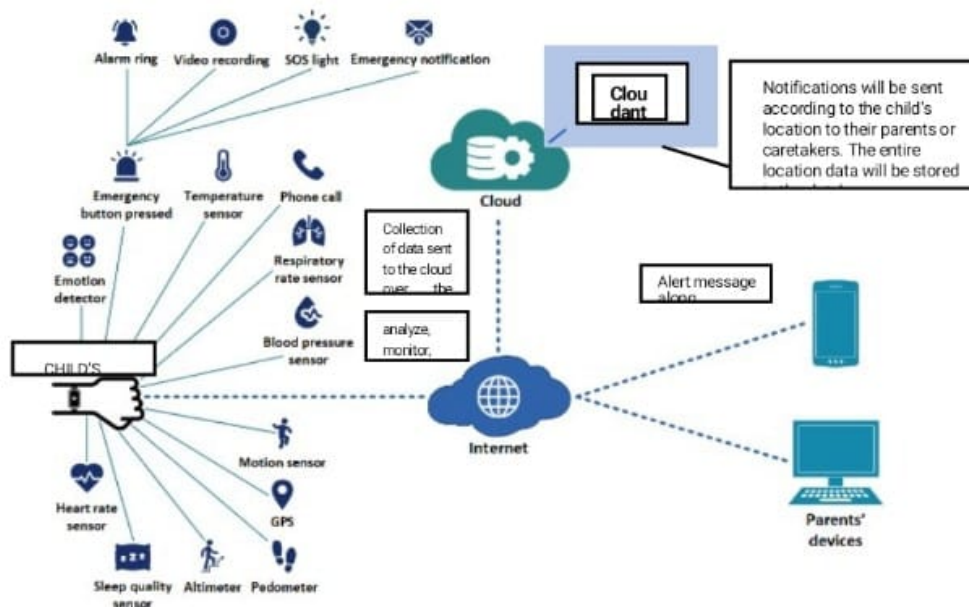 Alarm ring
Video recording
SOS light
Emergency notification
Emergency
button pressed
Temperature
sensor
Phone call
Emotion
detector
Respiratory
rate sensor
Blood pressure
sensor
CHILD'S
Motion sensor
Heart rate
sensor
GPS
Sleep quality
sensor
Altimeter
Pedometer
Collection
of data sent
to the cloud
over the
analyze,
monitor,
Cloud
Clou
dant
Notifications will be sent
according to the child's
location to their parents or
caretakers. The entire
location data will be stored
Internet
Alert message
along
Parents'
devices